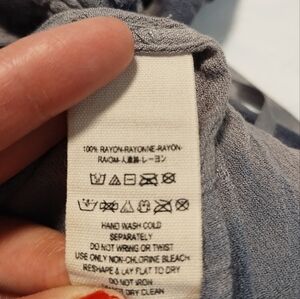 100% RAYON-RAYONNE-RAYON-
RAION-人造絲-レーヨン
HAND WASH COLD
SEPARATELY
DO NOT WRING OR TWIST
USE ONLY NON-CHLORINE BLEACH
RESHAPE & LAY FLAT TO DRY
DO NOT IRON
DRY CLEAN